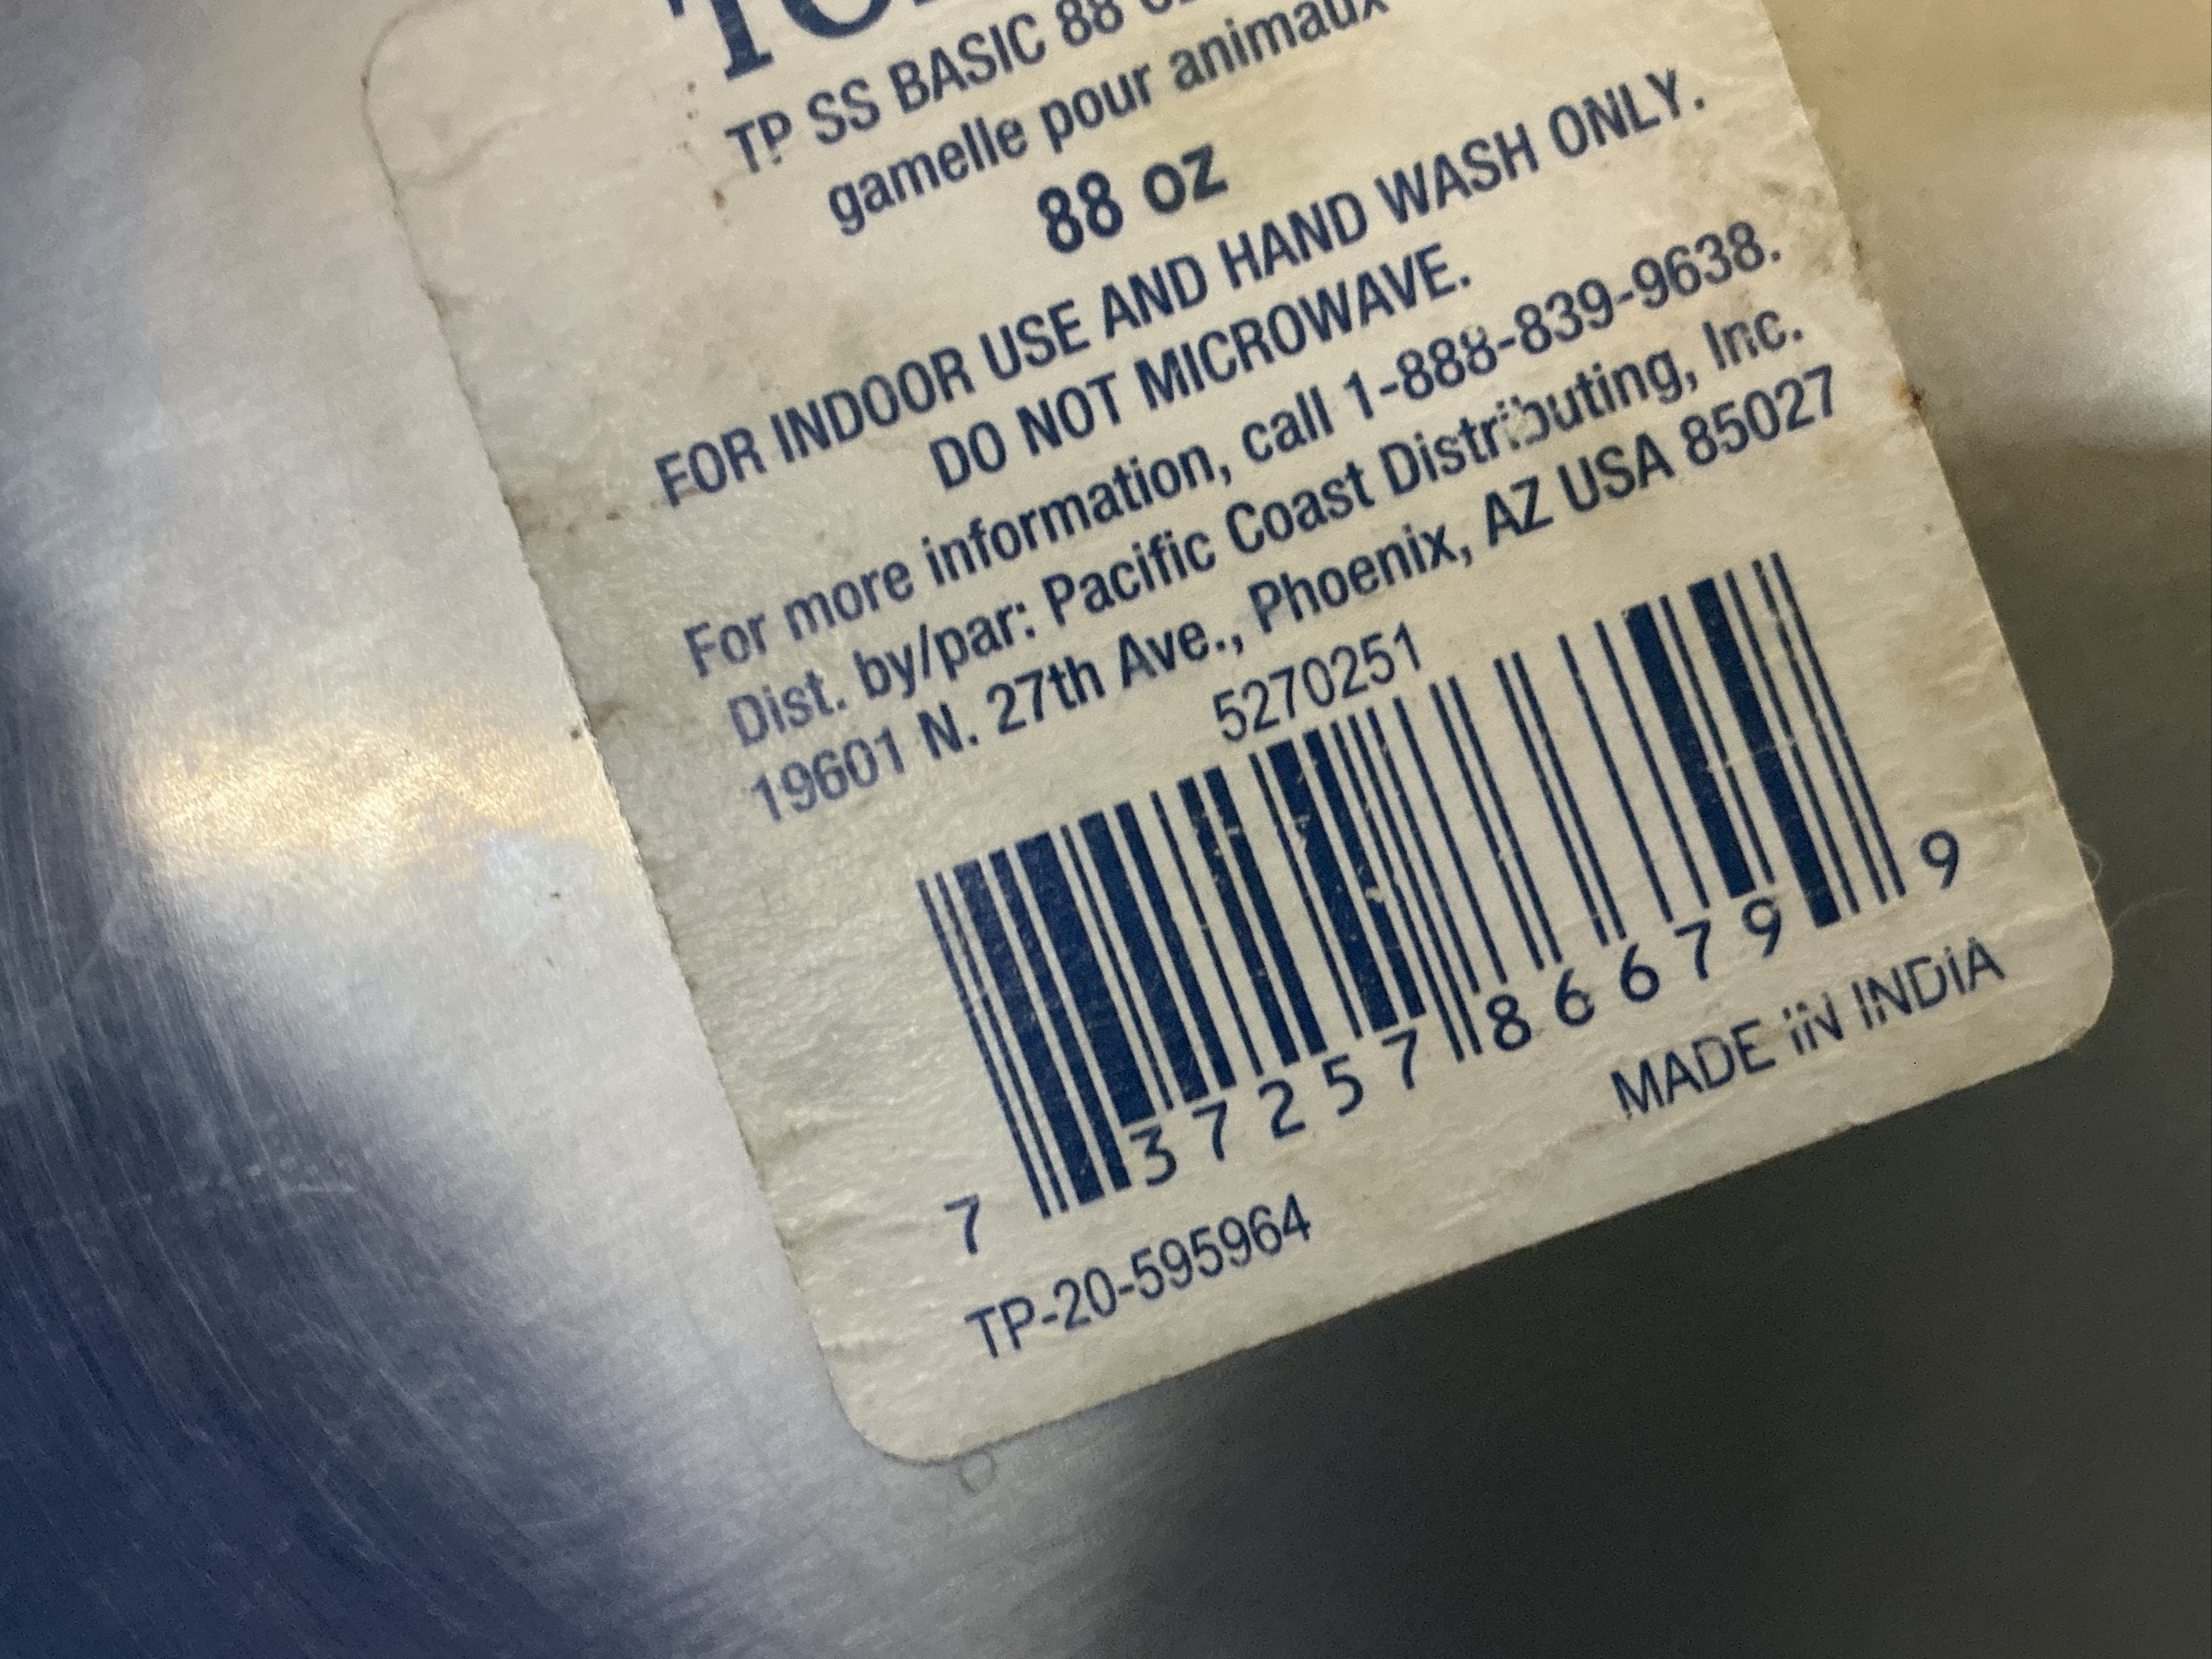 TP SS BASIC 88
gamelle pour animaux
88 oz
FOR INDOOR USE AND HAND WASH ONLY.
DO NOT MICROWAVE.
For more information, call 1-888-839-9638.
Dist. by/par: Pacific Coast Distributing, Inc.
19601 N. 27th Ave., Phoenix, AZ USA 85027
5270251
7 37257 86679 9
MADE IN INDIA
TP-20-595964